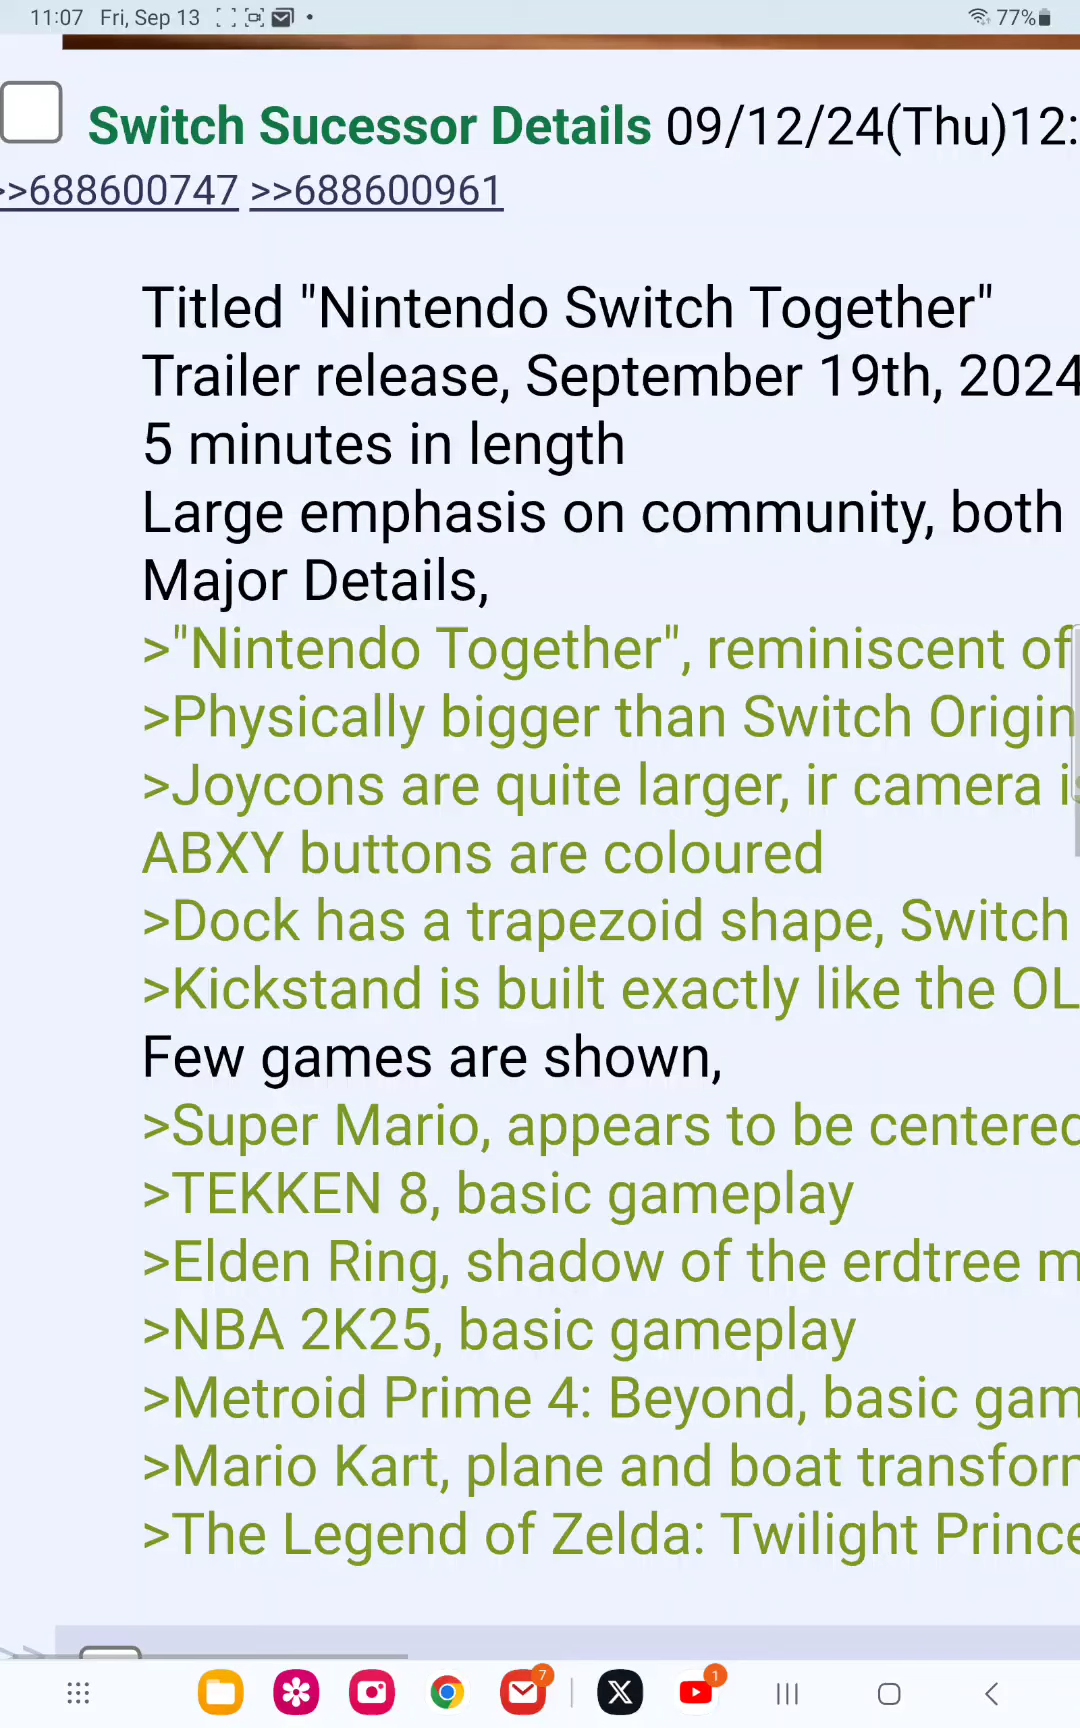 11:07 Fri, Sep 13 77%
Switch Sucessor Details 09/12/24(Thu)12:
>>688600747 >>688600961
Titled "Nintendo Switch Together"
Trailer release, September 19th, 2024
5 minutes in length
Large emphasis on community, both
Major Details,
>"Nintendo Together", reminiscent of
>Physically bigger than Switch Origin
>Joycons are quite larger, ir camera is
ABXY buttons are coloured
>Dock has a trapezoid shape, Switch
>Kickstand is built exactly like the OL
Few games are shown,
>Super Mario, appears to be centered
>TEKKEN 8, basic gameplay
>Elden Ring, shadow of the erdtree m
>NBA 2K25, basic gameplay
>Metroid Prime 4: Beyond, basic gam
>Mario Kart, plane and boat transform
>The Legend of Zelda: Twilight Prince
>>
7 1